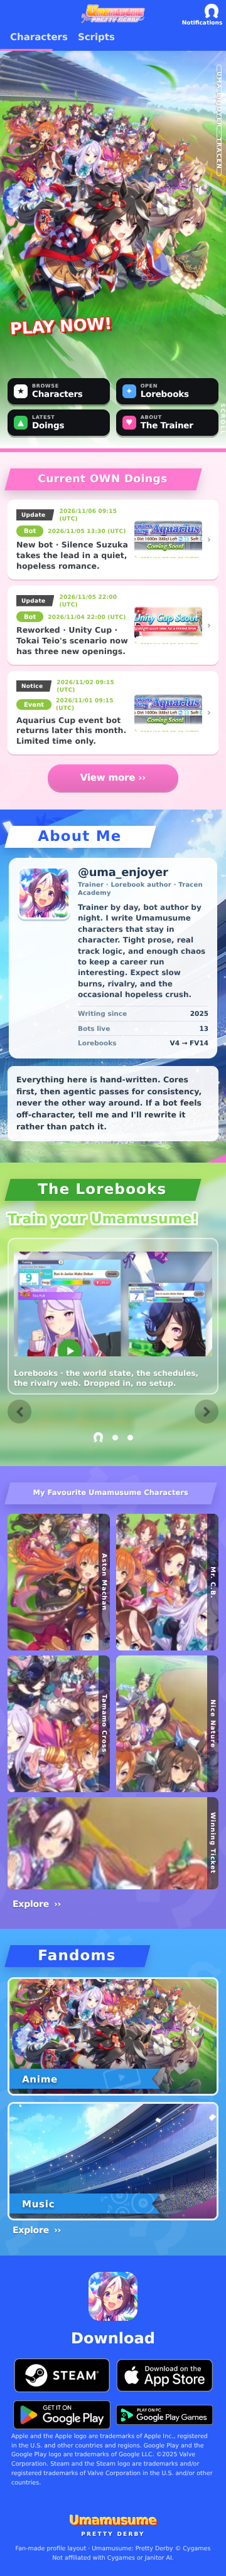 Umamusume
PRETTY DERBY
Notifications
Characters Scripts
PLAY NOW!
BROWSE
Characters
OPEN
Lorebooks
LATEST
Doings
ABOUT
The Trainer
Current OWN Doings
Update 2026/11/06 09:15
(UTC)
Bot 2026/11/05 13:30 (UTC)
New bot · Silence Suzuka
takes the lead in a quiet,
hopeless romance.
Aquarius
Coming Soon!
›
Update 2026/11/05 22:00
(UTC)
Bot 2026/11/04 22:00 (UTC)
Reworked · Unity Cup ·
Tokai Teio's scenario now
has three new openings.
Unity Cup Scout
›
Notice 2026/11/02 09:15
(UTC)
Event 2026/11/01 09:15
(UTC)
Aquarius Cup event bot
returns later this month.
Limited time only.
Aquarius
Coming Soon!
›
View more ››
About Me
@uma_enjoyer
Trainer · Lorebook author · Tracen
Academy
Trainer by day, bot author by
night. I write Umamusume
characters that stay in
character. Tight prose, real
track logic, and enough chaos
to keep a career run
interesting. Expect slow
burns, rivalry, and the
occasional hopeless crush.
Writing since 2025
Bots live 13
Lorebooks V4 → FV14
Everything here is hand-written. Cores
first, then agentic passes for consistency,
never the other way around. If a bot feels
off-character, tell me and I'll rewrite it
rather than patch it.
The Lorebooks
Train your Umamusume!
Lorebooks · the world state, the schedules,
the rivalry web. Dropped in, no setup.
My Favourite Umamusume Characters
Aston Machan
Mr. C.B.
Tamamo Cross
Nice Nature
Winning Ticket
Explore ››
Fandoms
Anime
Music
Explore ››
Download
STEAM
Download on the
App Store
GET IT ON
Google Play
PLAY ON PC
Google Play Games
Apple and the Apple logo are trademarks of Apple Inc., registered
in the U.S. and other countries and regions. Google Play and the
Google Play logo are trademarks of Google LLC. ©2025 Valve
Corporation. Steam and the Steam logo are trademarks and/or
registered trademarks of Valve Corporation in the U.S. and/or other
countries.
Umamusume
PRETTY DERBY
Fan-made profile layout · Umamusume: Pretty Derby © Cygames
Not affiliated with Cygames or Janitor AI.